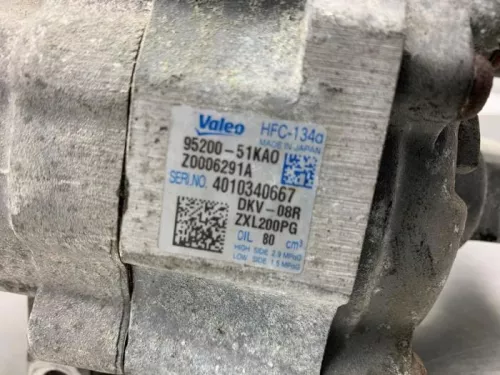 Valeo HFC-134a
MADE IN JAPAN
95200-51KA0
Z0006291A
SERI.NO. 4010340667
DKV-08R
ZXL200PG
OIL 80 cm³
HIGH SIDE 2.9 MPaG
LOW SIDE 1.5 MPaG